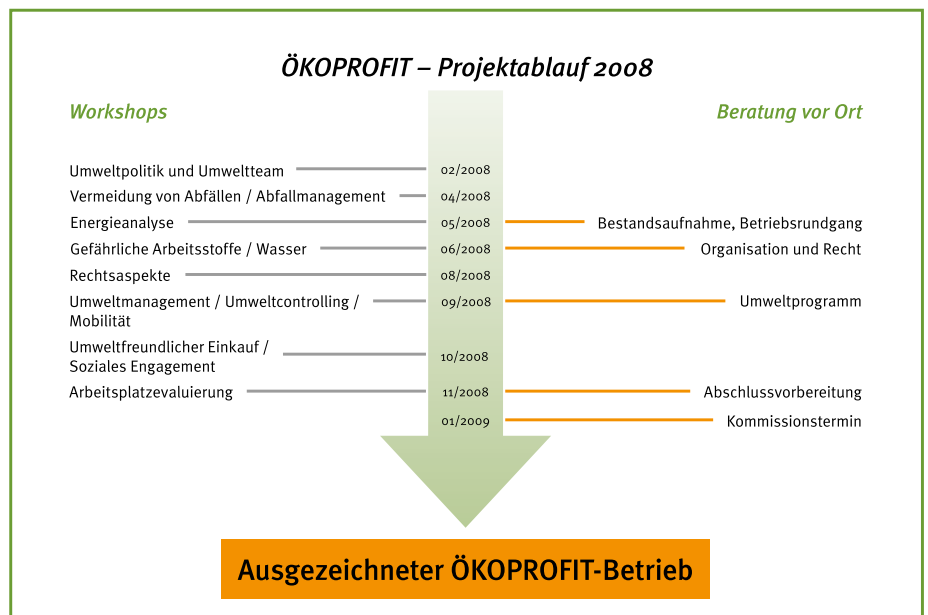 ÖKOPROFIT – Projektablauf 2008
Workshops
Beratung vor Ort
Umweltpolitik und Umweltteam 02/2008
Vermeidung von Abfällen / Abfallmanagement 04/2008
Energieanalyse 05/2008 Bestandsaufnahme, Betriebsrundgang
Gefährliche Arbeitsstoffe / Wasser 06/2008 Organisation und Recht
Rechtsaspekte 08/2008
Umweltmanagement / Umweltcontrolling / 09/2008 Umweltprogramm
Mobilität
Umweltfreundlicher Einkauf /
Soziales Engagement 10/2008
Arbeitsplatzevaluierung 11/2008 Abschlussvorbereitung
01/2009 Kommissionstermin
Ausgezeichneter ÖKOPROFIT-Betrieb